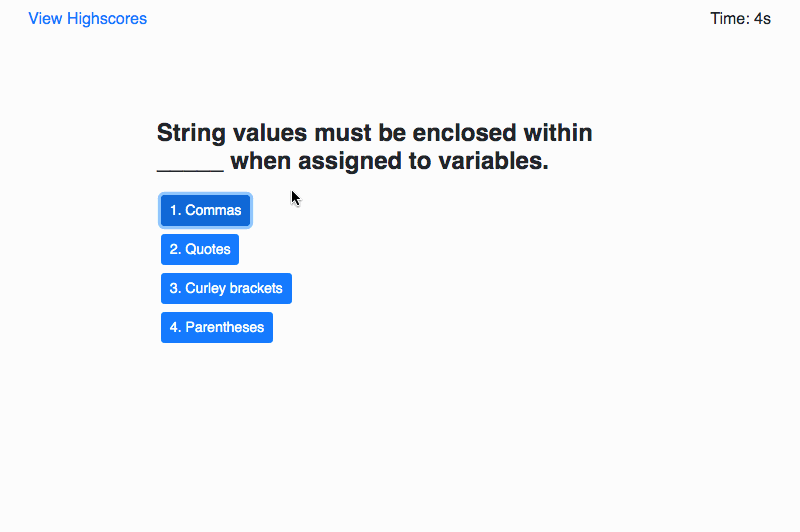 View Highscores
Time: 4s
String values must be enclosed within
_____ when assigned to variables.
1. Commas
2. Quotes
3. Curley brackets
4. Parentheses